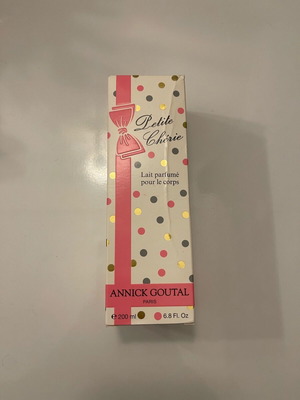 Petite
Chérie
Lait parfumé
pour le corps
ANNICK GOUTAL
PARIS
℮ 200 ml 6.8 Fl. Oz